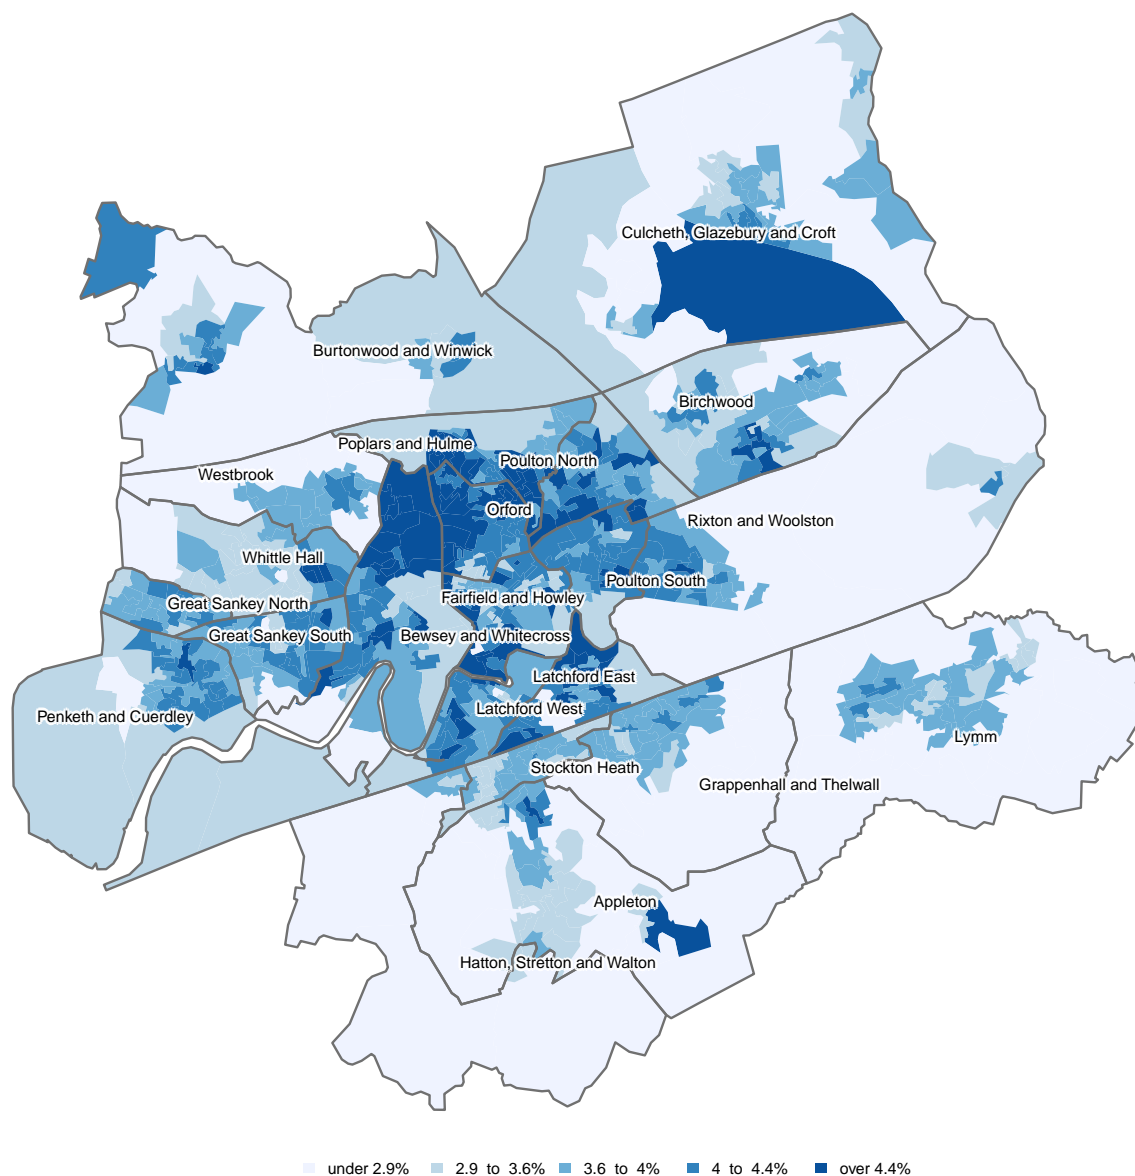 Culcheth, Glazebury and Croft
Burtonwood and Winwick
Birchwood
Poplars and Hulme
Poulton North
Westbrook
Orford
Rixton and Woolston
Whittle Hall
Poulton South
Fairfield and Howley
Great Sankey North
Great Sankey South
Bewsey and Whitecross
Latchford East
Latchford West
Penketh and Cuerdley
Lymm
Stockton Heath
Grappenhall and Thelwall
Appleton
Hatton, Stretton and Walton
under 2.9% 2.9 to 3.6% 3.6 to 4% 4 to 4.4% over 4.4%